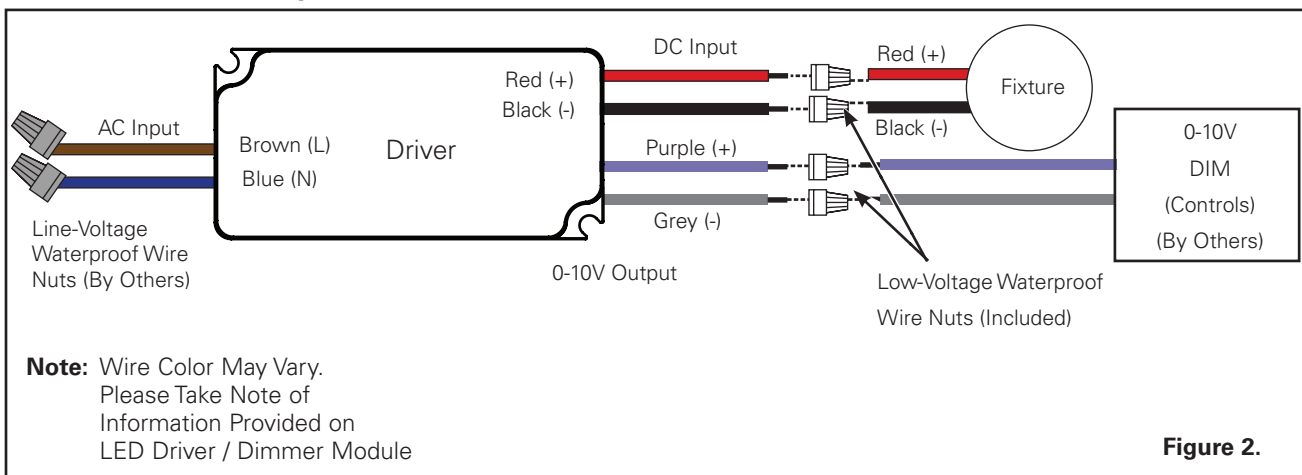 AC Input
Brown (L)
Blue (N)
Driver
Red (+)
Black (-)
DC Input
Red (+)
Black (-)
Fixture
Purple (+)
Grey (-)
0-10V Output
0-10V
DIM
(Controls)
(By Others)
Line-Voltage
Waterproof Wire
Nuts (By Others)
Low-Voltage Waterproof
Wire Nuts (Included)
Note: Wire Color May Vary.
Please Take Note of
Information Provided on
LED Driver / Dimmer Module
Figure 2.